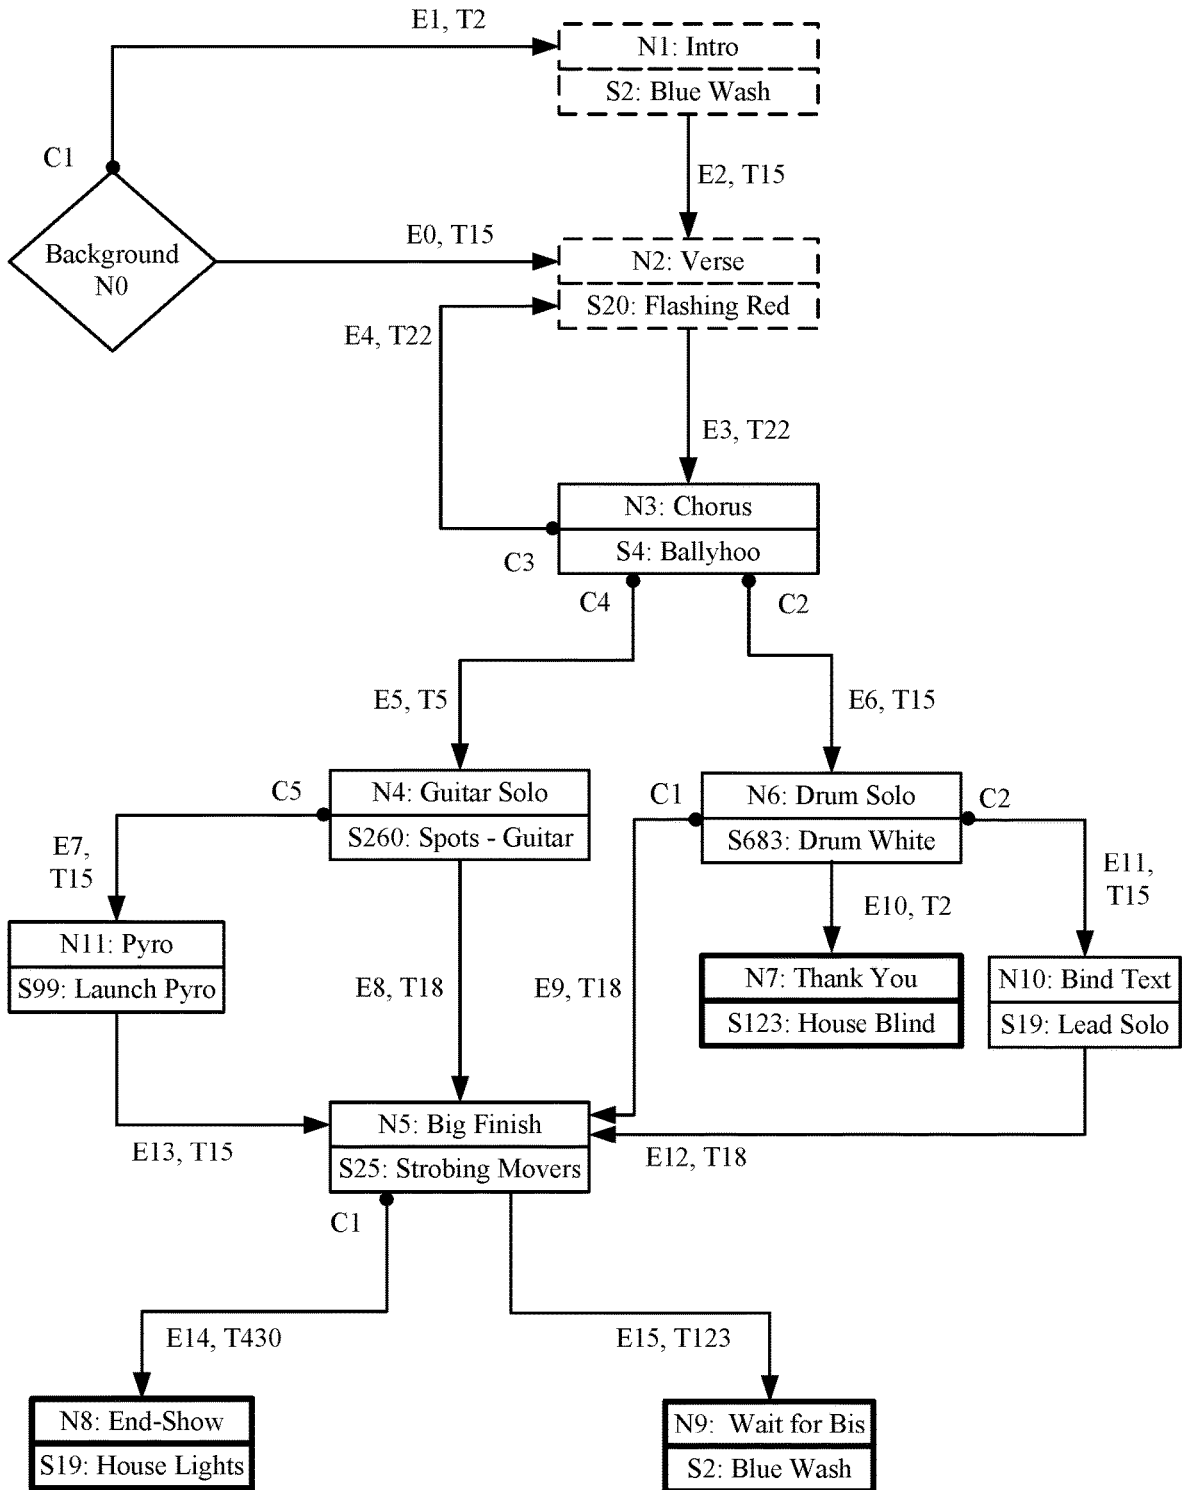 E1, T2
N1: Intro
S2: Blue Wash
C1
E2, T15
Background
N0
E0, T15
N2: Verse
S20: Flashing Red
E4, T22
E3, T22
N3: Chorus
S4: Ballyhoo
C3
C4
C2
E5, T5
E6, T15
C5
N4: Guitar Solo
S260: Spots - Guitar
C1
N6: Drum Solo
S683: Drum White
C2
E7,
T15
E11,
T15
E10, T2
N11: Pyro
S99: Launch Pyro
E8, T18
E9, T18
N7: Thank You
S123: House Blind
N10: Bind Text
S19: Lead Solo
N5: Big Finish
S25: Strobing Movers
E13, T15
E12, T18
C1
E14, T430
E15, T123
N8: End-Show
S19: House Lights
N9: Wait for Bis
S2: Blue Wash